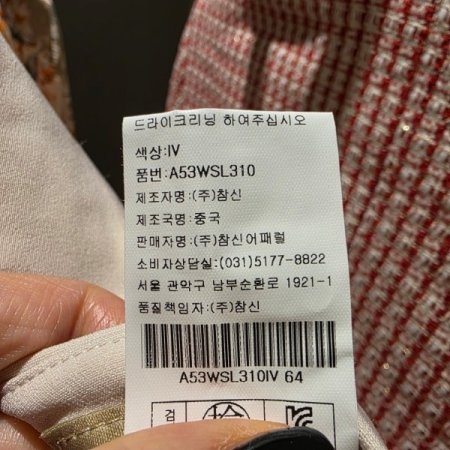 드라이크리닝 하여주십시오
색상:IV
품번:A53WSL310
제조자명:(주)참신
제조국명:중국
판매자명:(주)참신어패럴
소비자상담실:(031)5177-8822
서울 관악구 남부순환로 1921-1
품질책임자:(주)참신
A53WSL310IV 64
검